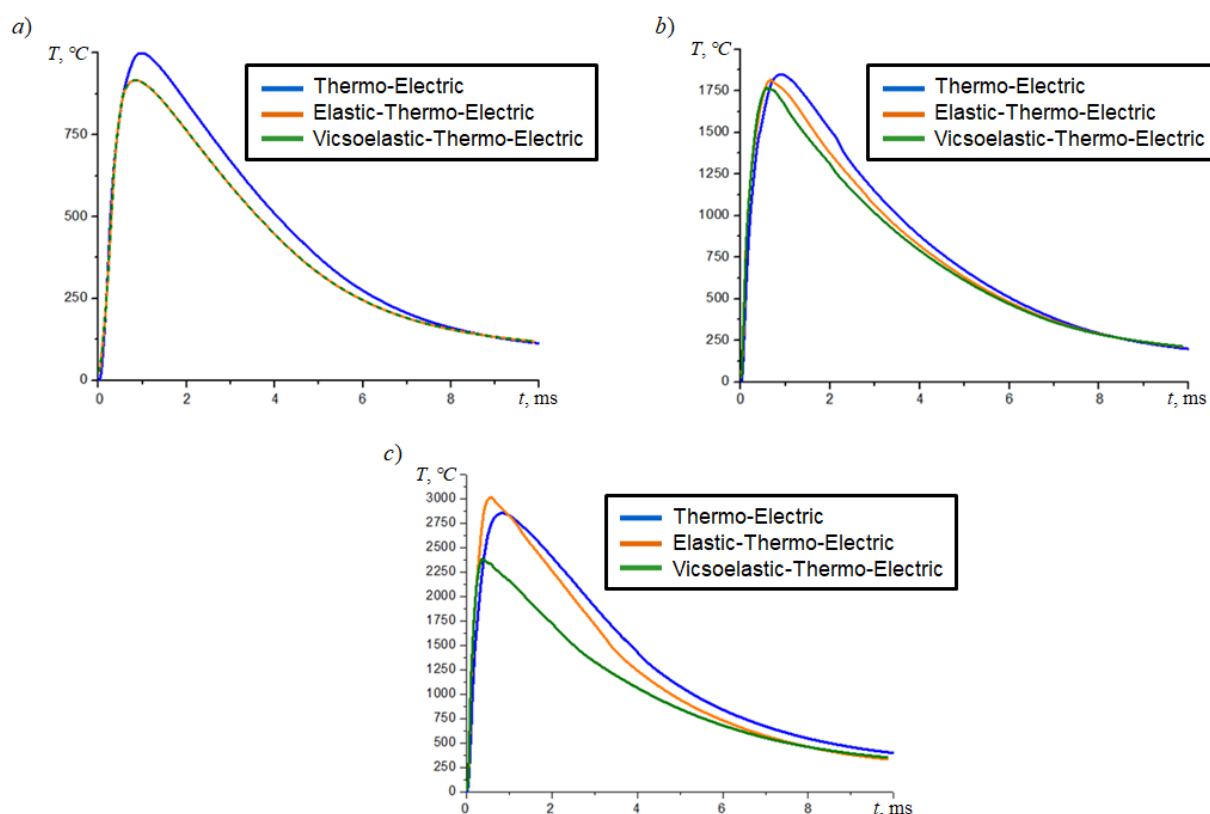 a)
T, °C
750
500
250
0
0 2 4 6 8
t, ms
Thermo-Electric
Elastic-Thermo-Electric
Vicsoelastic-Thermo-Electric
b)
T, °C
1750
1500
1250
1000
750
500
250
0
0 2 4 6 8
t, ms
Thermo-Electric
Elastic-Thermo-Electric
Vicsoelastic-Thermo-Electric
c)
T, °C
3000
2750
2500
2250
2000
1750
1500
1250
1000
750
500
250
0
0 2 4 6 8
t, ms
Thermo-Electric
Elastic-Thermo-Electric
Vicsoelastic-Thermo-Electric